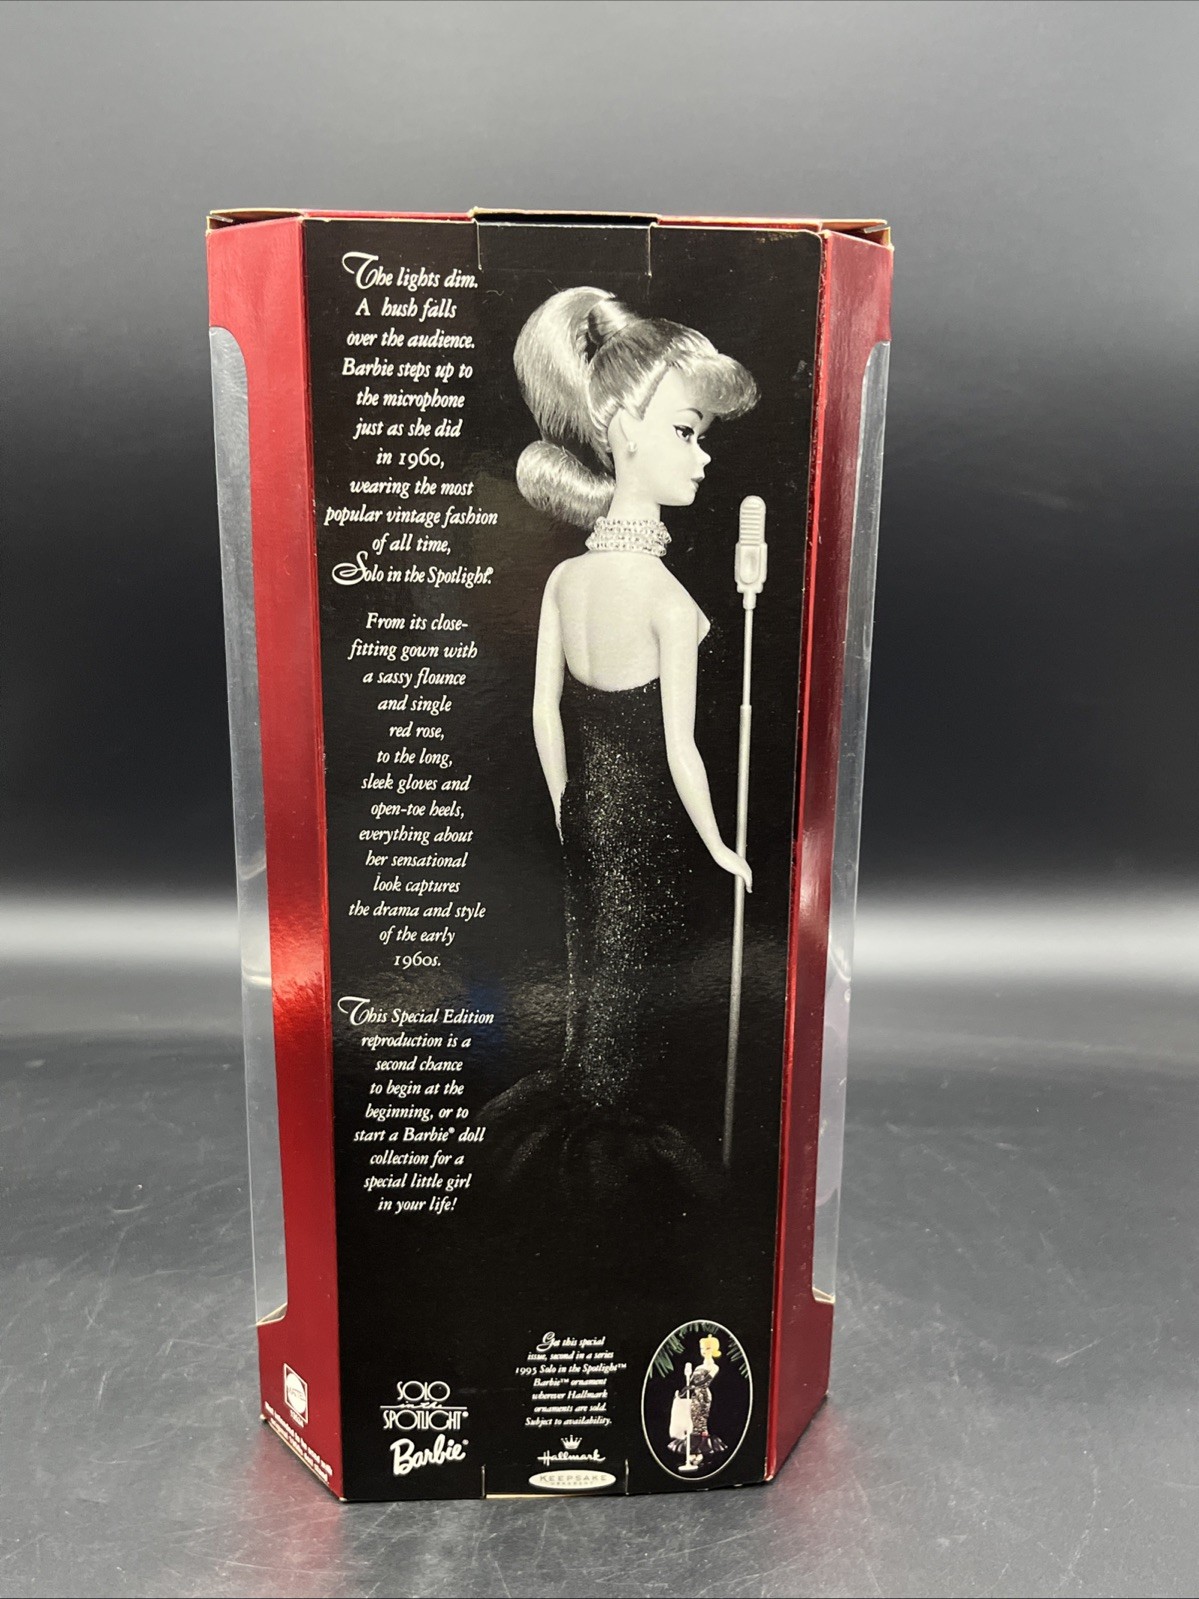 The lights dim.
A hush falls
over the audience.
Barbie steps up to
the microphone
just as she did
in 1960,
wearing the most
popular vintage fashion
of all time,
Solo in the Spotlight®.
From its close-
fitting gown with
a sassy flounce
and single
red rose,
to the long,
sleek gloves and
open-toe heels,
everything about
her sensational
look captures
the drama and style
of the early
1960s.
This Special Edition
reproduction is a
second chance
to begin at the
beginning, or to
start a Barbie® doll
collection for a
special little girl
in your life!
SOLO
in the
SPOTLIGHT®
Barbie®
Get this special
issue, second in a series
1995 Solo in the Spotlight™
Barbie™ ornament
wherever Hallmark
ornaments are sold.
Subject to availability.
Hallmark
KEEPSAKE